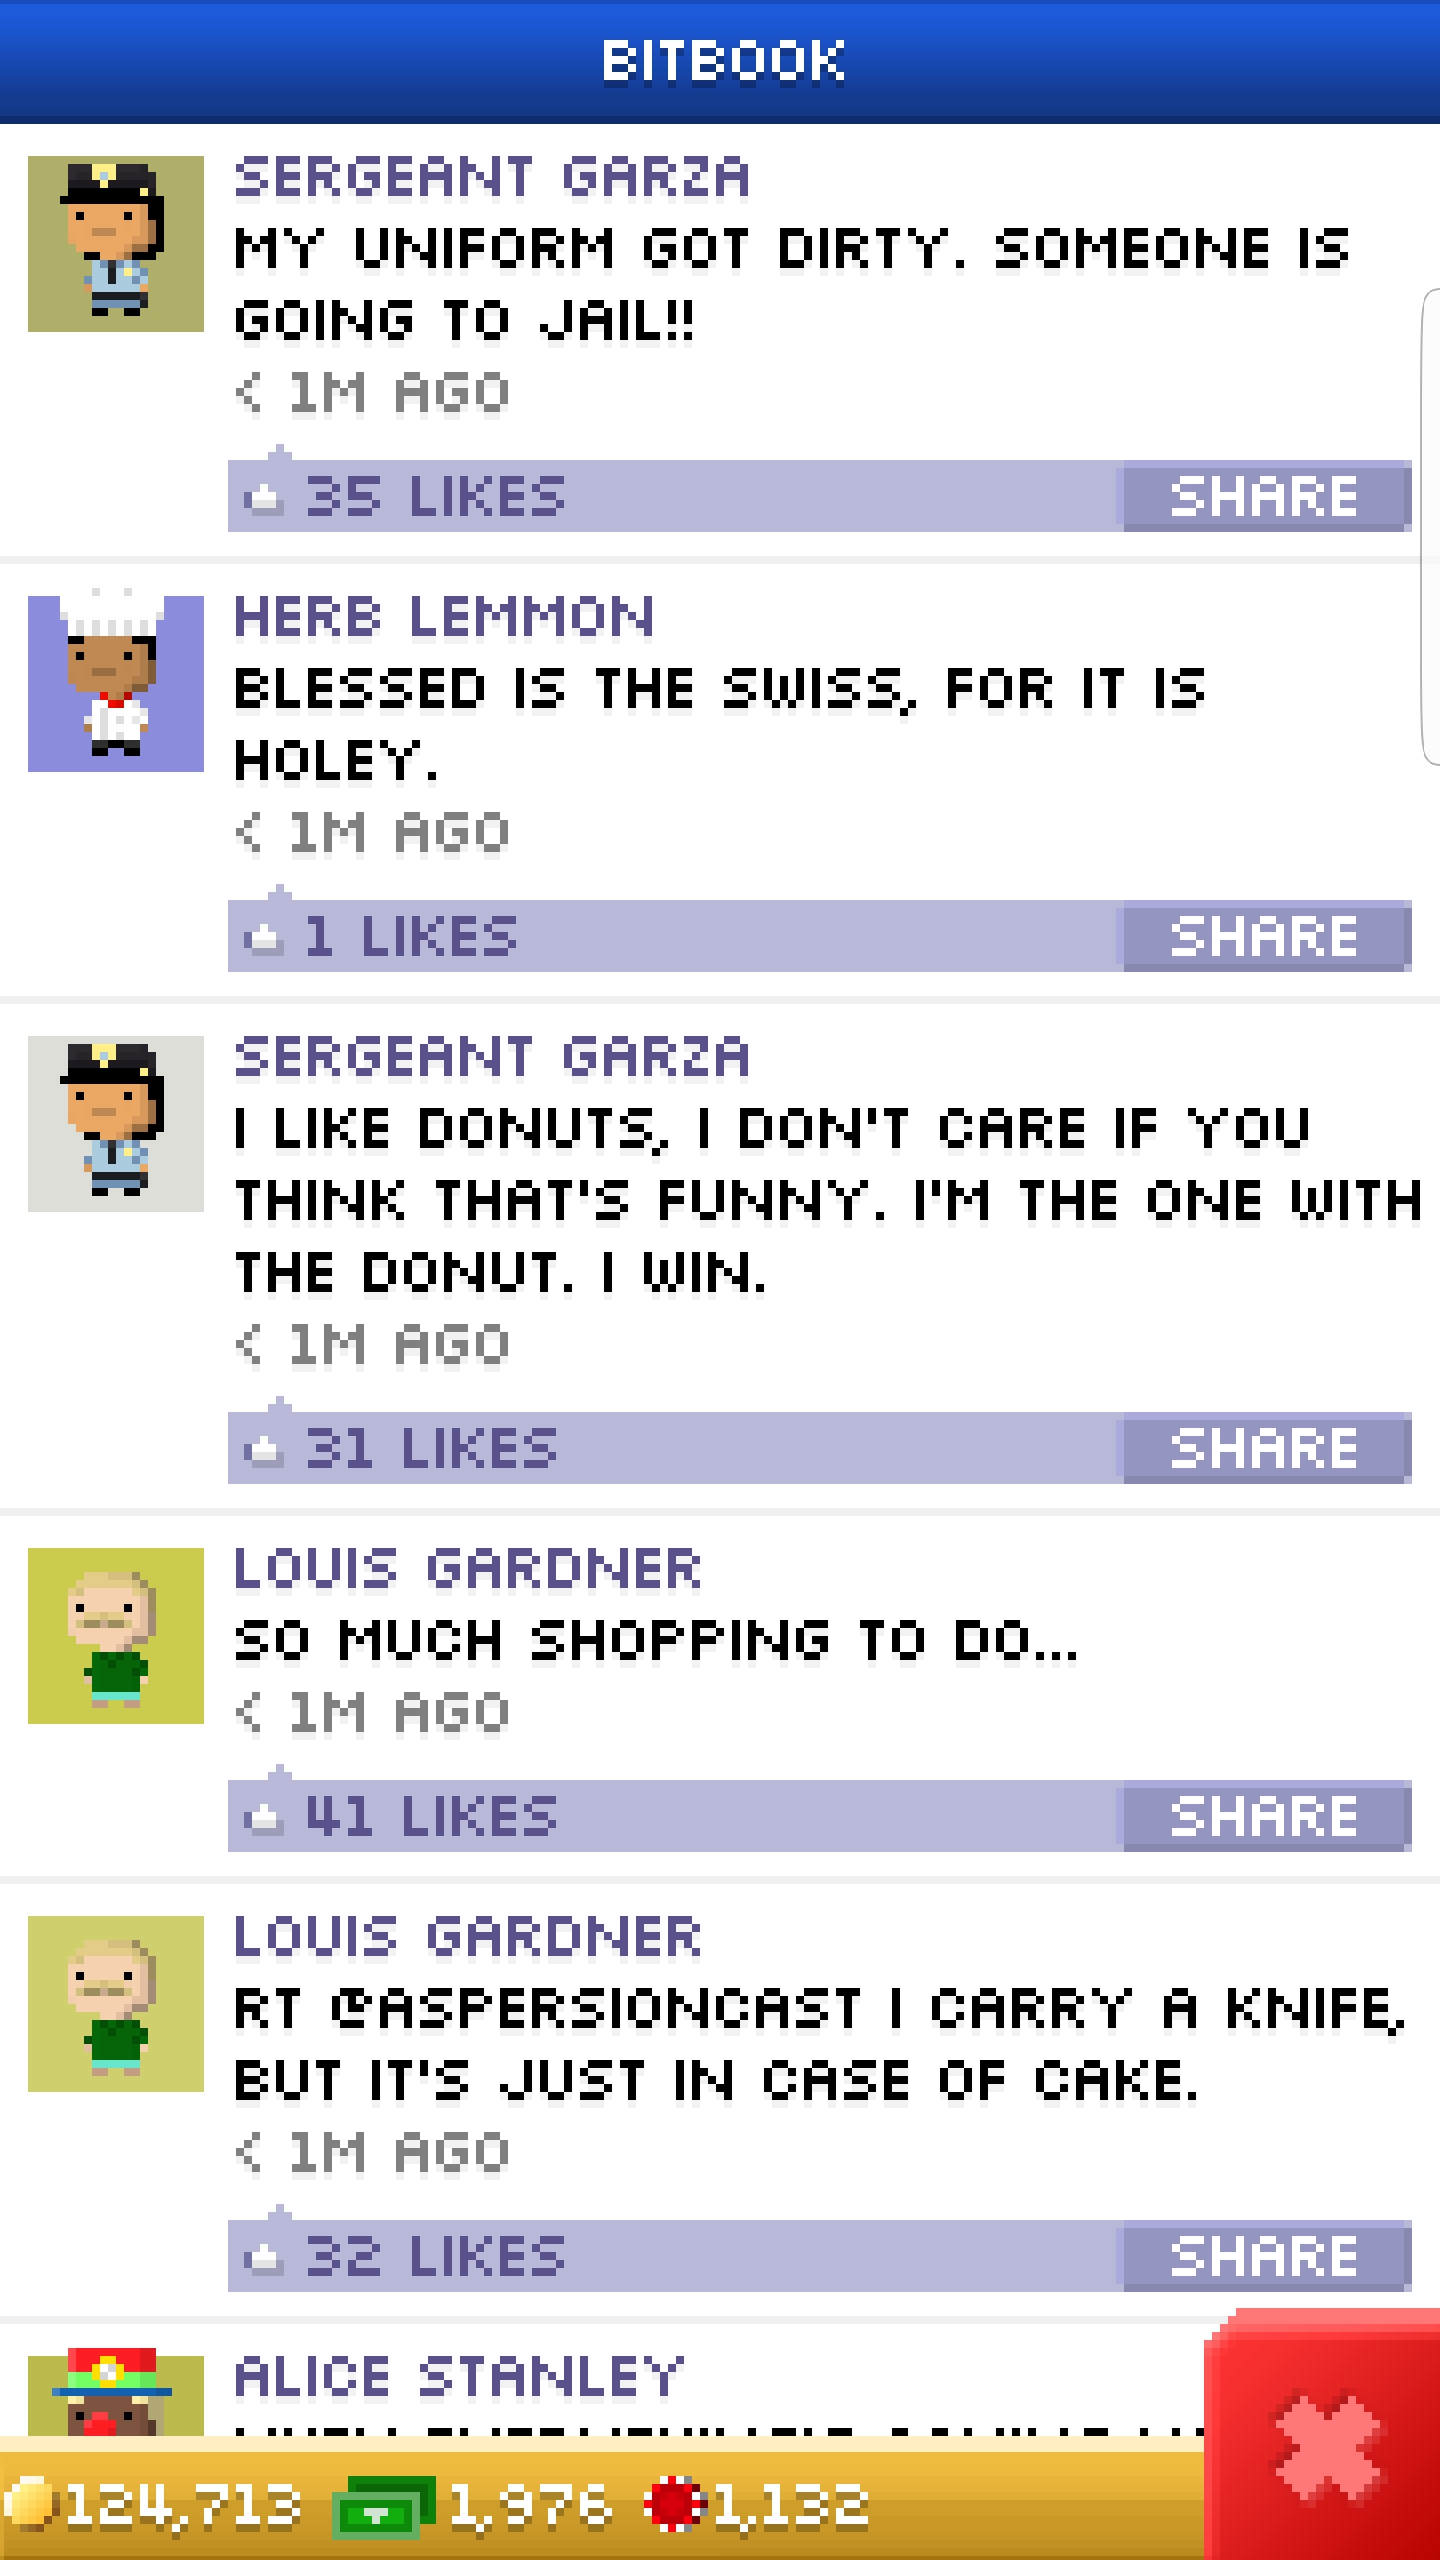 BITBOOK
SERGEANT GARZA
MY UNIFORM GOT DIRTY. SOMEONE IS
GOING TO JAIL!!
< 1M AGO
35 LIKES SHARE
HERB LEMMON
BLESSED IS THE SWISS, FOR IT IS
HOLEY.
< 1M AGO
1 LIKES SHARE
SERGEANT GARZA
I LIKE DONUTS, I DON'T CARE IF YOU
THINK THAT'S FUNNY. I'M THE ONE WITH
THE DONUT. I WIN.
< 1M AGO
31 LIKES SHARE
LOUIS GARDNER
SO MUCH SHOPPING TO DO...
< 1M AGO
41 LIKES SHARE
LOUIS GARDNER
RT @ASPERSIONCAST I CARRY A KNIFE,
BUT IT'S JUST IN CASE OF CAKE.
< 1M AGO
32 LIKES SHARE
ALICE STANLEY
124,713 1,976 1,132